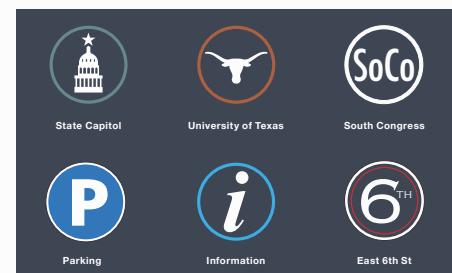 SoCo
State Capitol
University of Texas
South Congress
P
i
6TH
Parking
Information
East 6th St